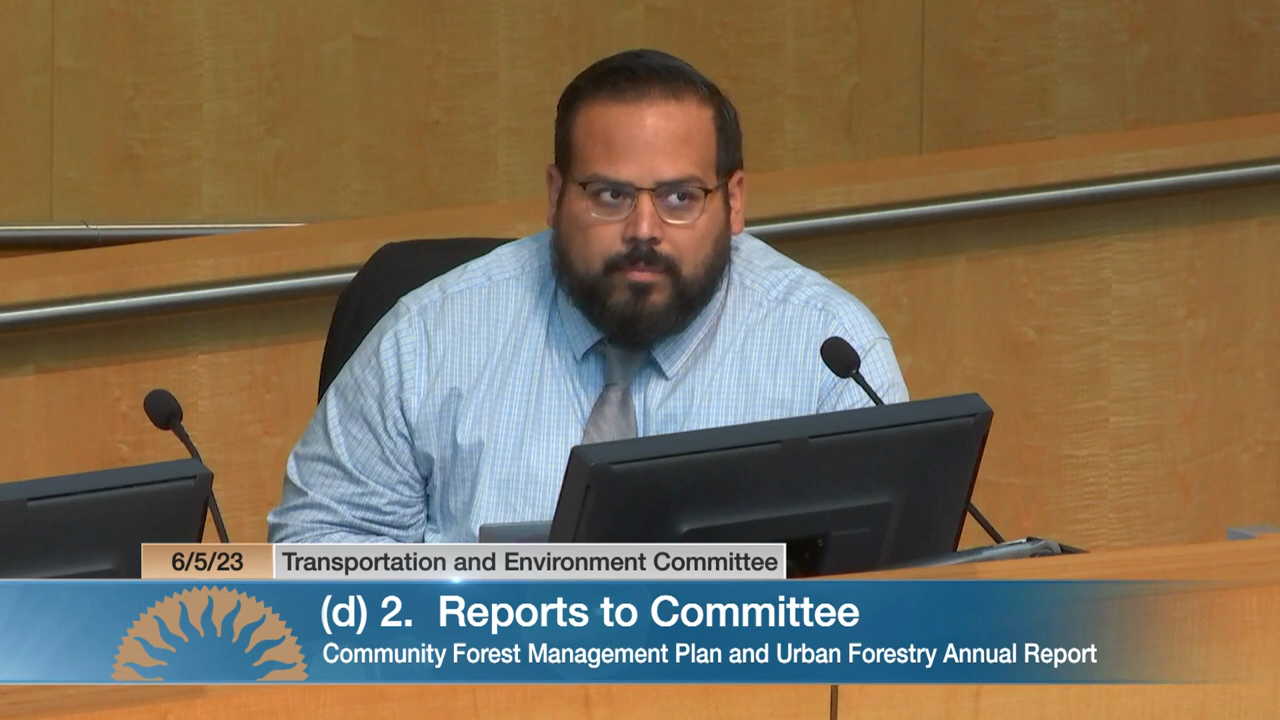 6/5/23 Transportation and Environment Committee
(d) 2. Reports to Committee
Community Forest Management Plan and Urban Forestry Annual Report